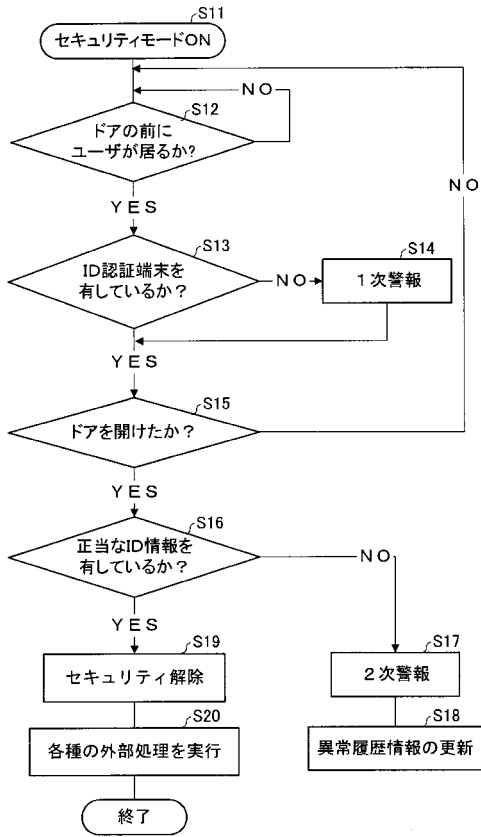 S11
セキュリティモードON
NO
S12
ドアの前に
ユーザが居るか?
NO
YES
S13
ID認証端末を
有しているか？
NO
S14
1次警報
YES
S15
ドアを開けたか？
YES
S16
正当なID情報を
有しているか？
NO
YES
S19
セキュリティ解除
S17
2次警報
S20
各種の外部処理を実行
S18
異常履歴情報の更新
終了